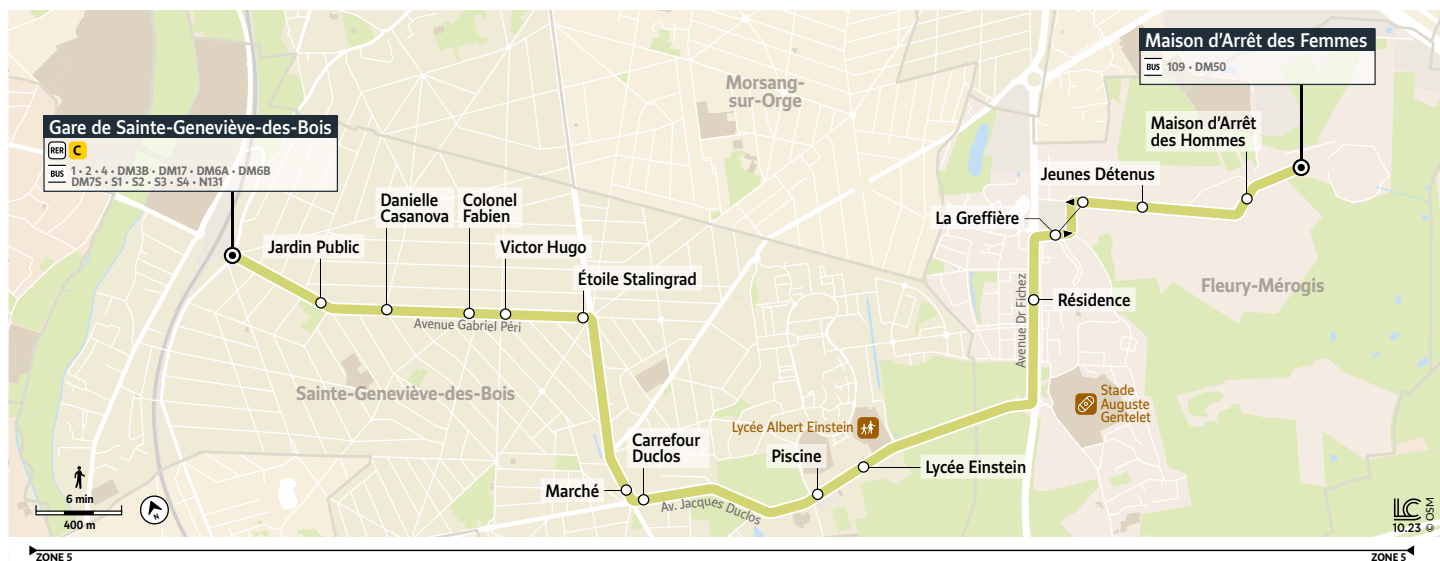 Maison d'Arrêt des Femmes
BUS 109 • DM50
Morsang-
sur-Orge
Gare de Sainte-Geneviève-des-Bois
RER C
BUS 1 • 2 • 4 • DM3B • DM17 • DM6A • DM6B
DM7S • S1 • S2 • S3 • S4 • N131
Maison d'Arrêt
des Hommes
Jeunes Détenus
La Greffière
Danielle
Casanova
Colonel
Fabien
Jardin Public
Victor Hugo
Étoile Stalingrad
Avenue Gabriel Péri
Avenue Dr Fichez
Résidence
Fleury-Mérogis
Sainte-Geneviève-des-Bois
Stade
Auguste
Gentelet
Lycée Albert Einstein
Carrefour
Duclos
Piscine
Lycée Einstein
Marché
Av. Jacques Duclos
6 min
400 m
N
LC
10.23 © OSM
ZONE 5
ZONE 5